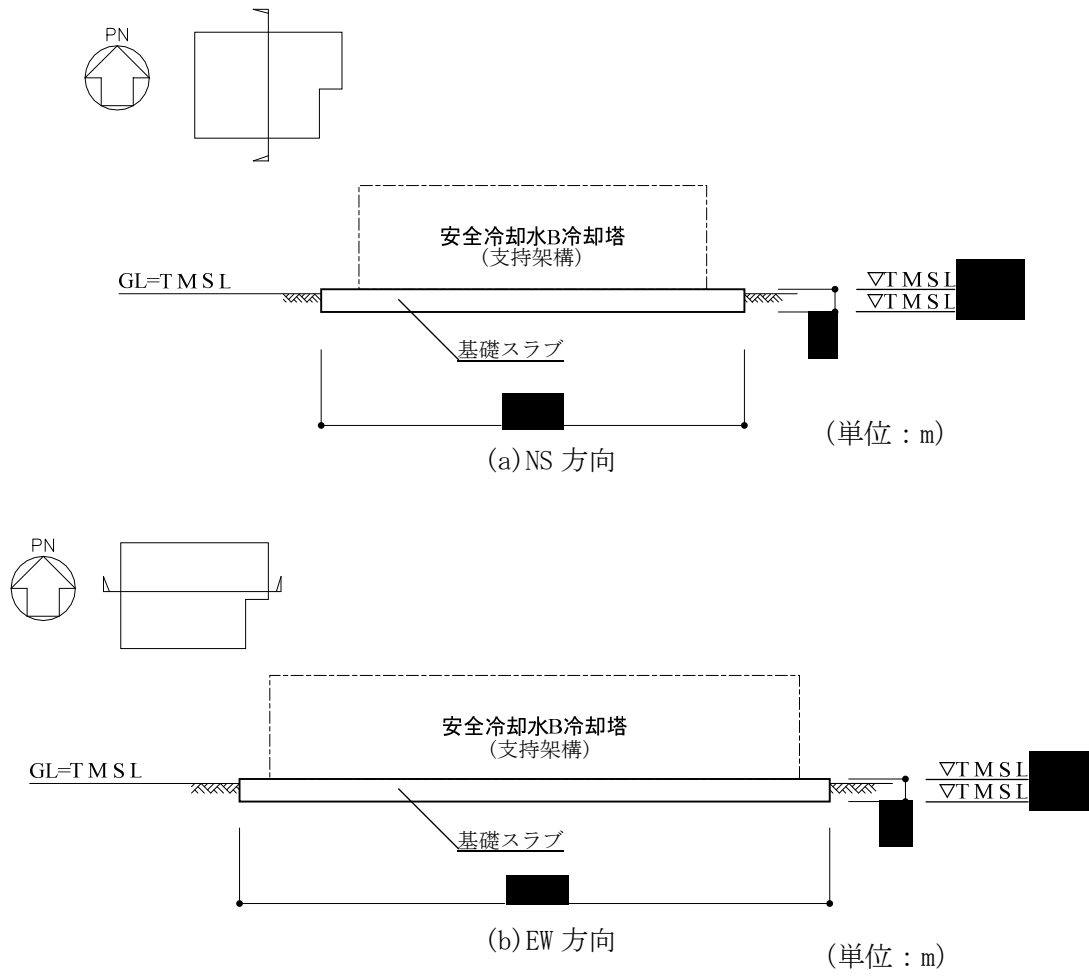 PN
安全冷却水B冷却塔
(支持架構)
GL=TMSL
▽TMSL
▽TMSL
基礎スラブ
(単位：m)
(a)NS 方向
PN
安全冷却水B冷却塔
(支持架構)
GL=TMSL
▽TMSL
▽TMSL
基礎スラブ
(b)EW 方向
(単位：m)